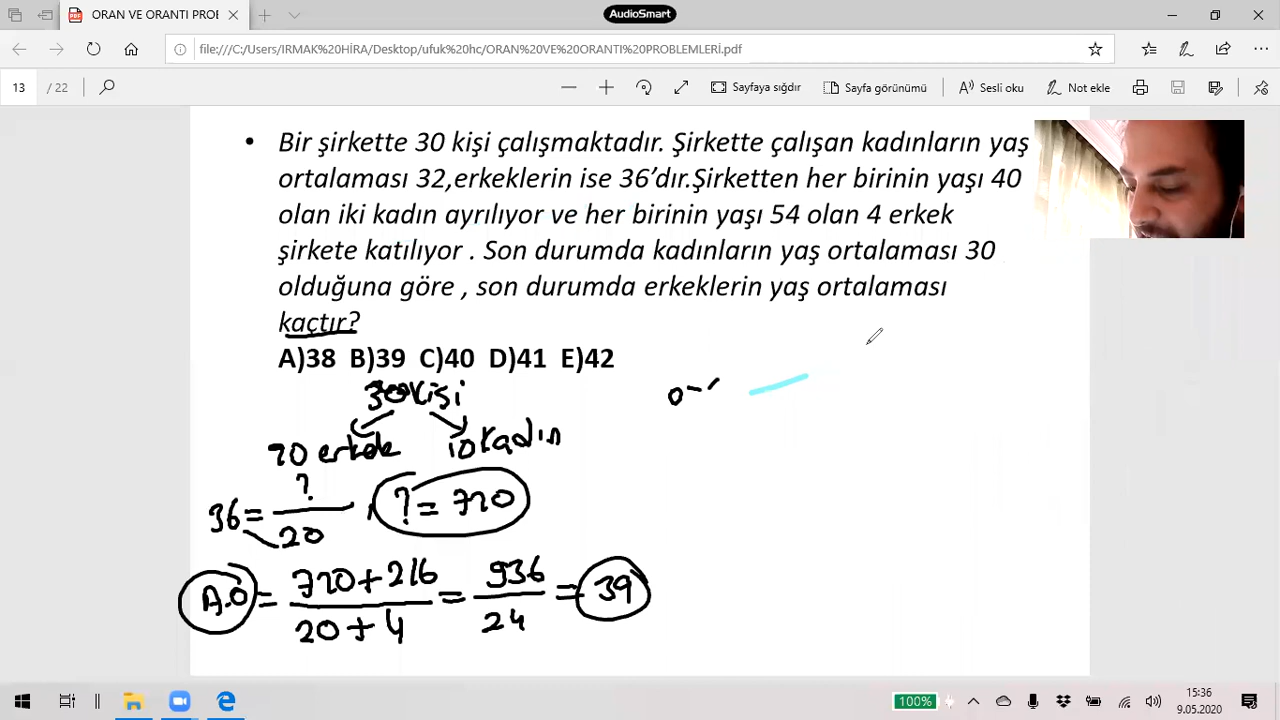 ORAN VE ORANTI PROBL
AudioSmart
file:///C:/Users/IRMAK%20HİRA/Desktop/ufuk%20hc/ORAN%20VE%20ORANTI%20PROBLEMLERİ.pdf
13 / 22
Sayfaya sığdır
Sayfa görünümü
Sesli oku
Not ekle
• Bir şirkette 30 kişi çalışmaktadır. Şirkette çalışan kadınların yaş
ortalaması 32,erkeklerin ise 36’dır.Şirketten her birinin yaşı 40
olan iki kadın ayrılıyor ve her birinin yaşı 54 olan 4 erkek
şirkete katılıyor . Son durumda kadınların yaş ortalaması 30
olduğuna göre , son durumda erkeklerin yaş ortalaması
kaçtır?
A)38 B)39 C)40 D)41 E)42
30 kişi
20 erkek 10 kadın
36 = ?/20 , ? = 720
A.O = 720+216/20+4 = 936/24 = 39
100%
15:36
9.05.2020